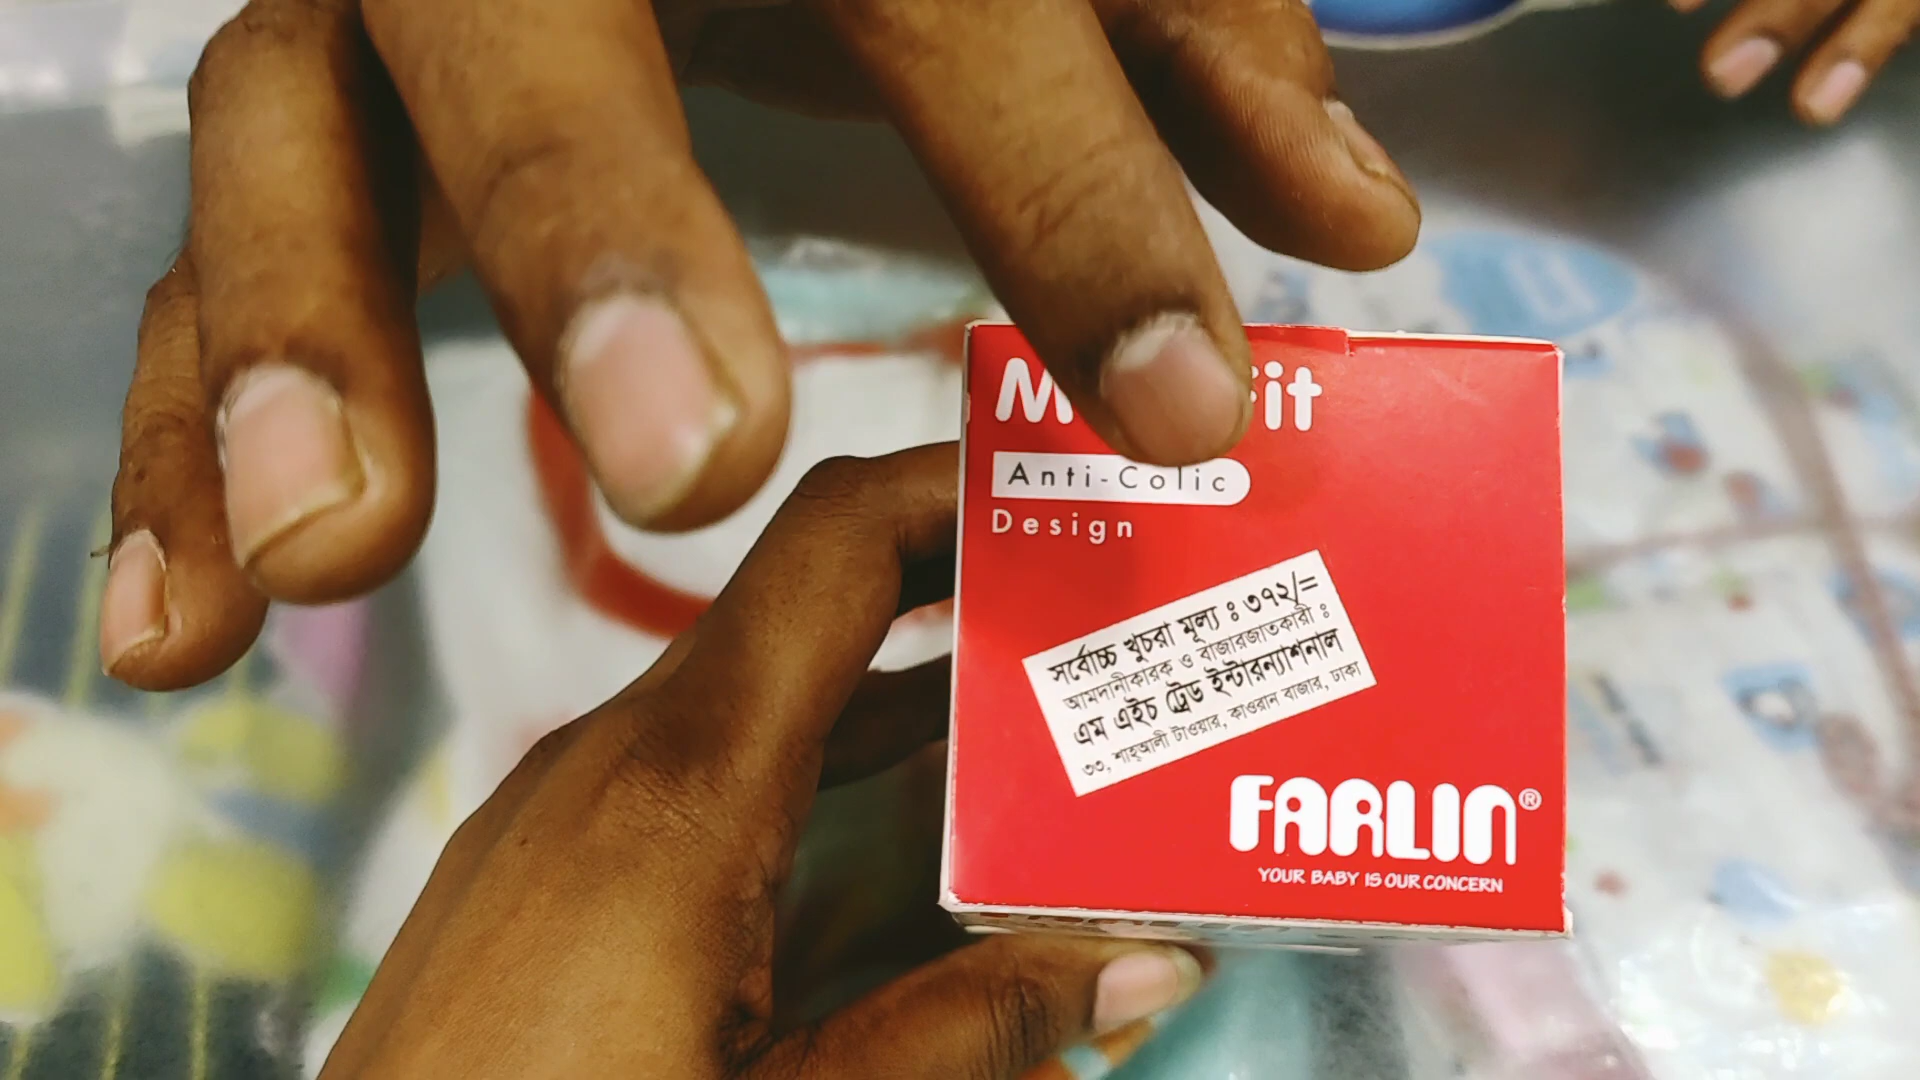 Anti-Colic
Design
সর্বোচ্চ খুচরা মূল্য ঃ ৩৭২/=
আমদানীকারক ও বাজারজাতকারী ঃ
এম এইচ ট্রেড ইন্টারন্যাশনাল
৩৩, শাহ্আলী টাওয়ার, কাওরান বাজার, ঢাকা
FARLIN®
YOUR BABY IS OUR CONCERN